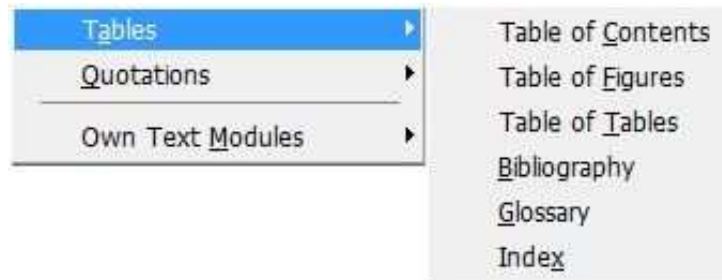 Tables
Quotations
Own Text Modules
Table of Contents
Table of Figures
Table of Tables
Bibliography
Glossary
Index